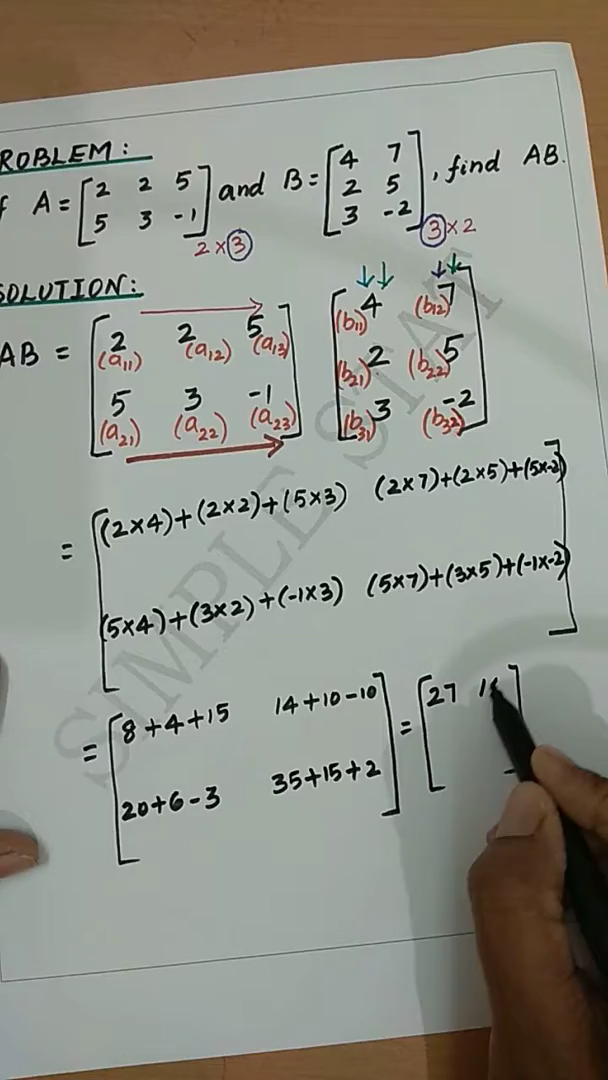 ROBLEM:
f A = [2 2 5 and B = [4 7 , find AB.
5 3 -1] 2 5
2 × 3 3 -2]
3 × 2
SOLUTION:
AB = [2 2 5] [4 7
(a11) (a12) (a13) (b11) (b12)
5 3 -1 2 5
(a21) (a22) (a23) (b21) (b22)
3 -2
(b31) (b32)
= [(2×4)+(2×2)+(5×3) (2×7)+(2×5)+(5×-2)
(5×4)+(3×2)+(-1×3) (5×7)+(3×5)+(-1×-2)]
= [8+4+15 14+10-10 = [27
20+6-3 35+15+2]
SIMPLE STAT